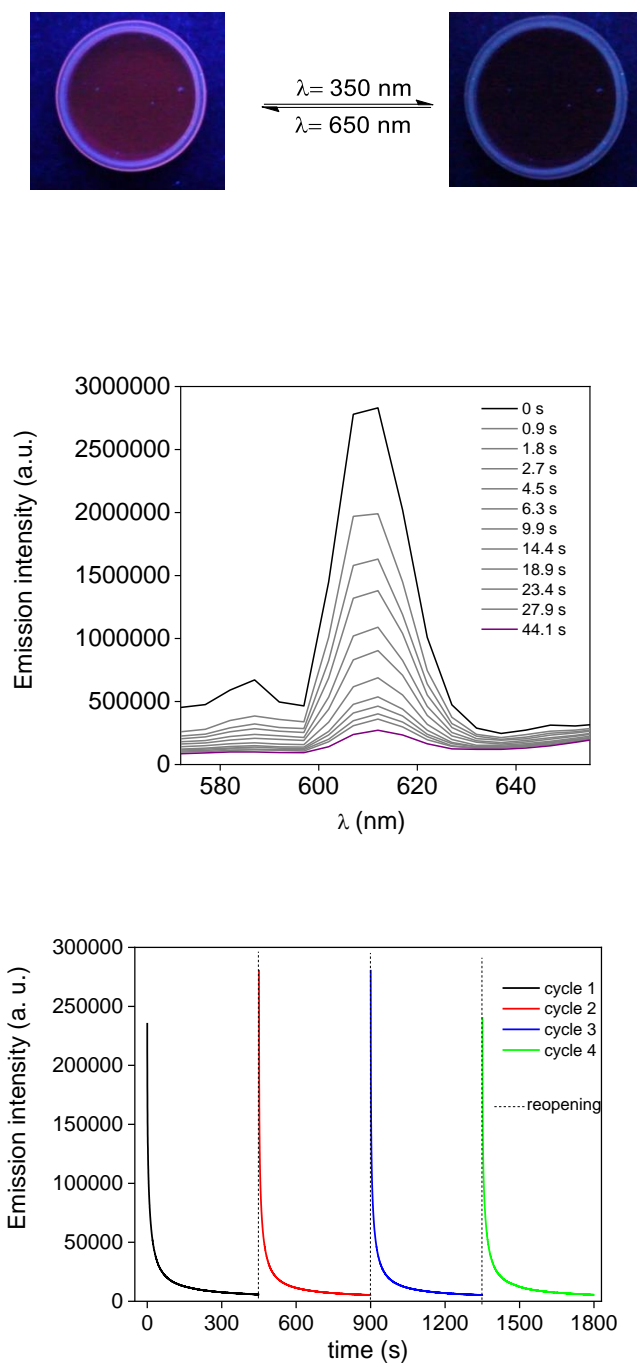 λ= 350 nm
λ= 650 nm
3000000
2500000
2000000
1500000
1000000
500000
0
Emission intensity (a.u.)
580 600 620 640
λ (nm)
0 s
0.9 s
1.8 s
2.7 s
4.5 s
6.3 s
9.9 s
14.4 s
18.9 s
23.4 s
27.9 s
44.1 s
300000
250000
200000
150000
100000
50000
0
Emission intensity (a. u.)
0 300 600 900 1200 1500 1800
time (s)
cycle 1
cycle 2
cycle 3
cycle 4
reopening